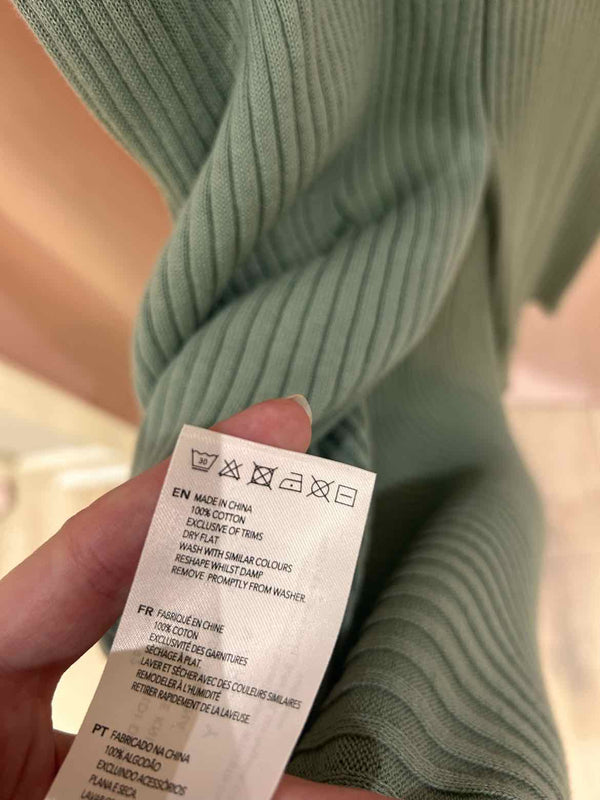 30
EN MADE IN CHINA
100% COTTON
EXCLUSIVE OF TRIMS
DRY FLAT
WASH WITH SIMILAR COLOURS
RESHAPE WHILST DAMP
REMOVE PROMPTLY FROM WASHER.
FR FABRIQUÉ EN CHINE
100% COTON
EXCLUSIVITÉ DES GARNITURES
SÉCHAGE À PLAT
LAVER ET SÉCHER AVEC DES COULEURS SIMILAIRES
REMODELER À L'HUMIDITÉ
RETIRER RAPIDEMENT DE LA LAVEUSE.
PT FABRICADO NA CHINA
100% ALGODÃO
EXCLUINDO ACESSÓRIOS
PLANA E SECA
LAVAR